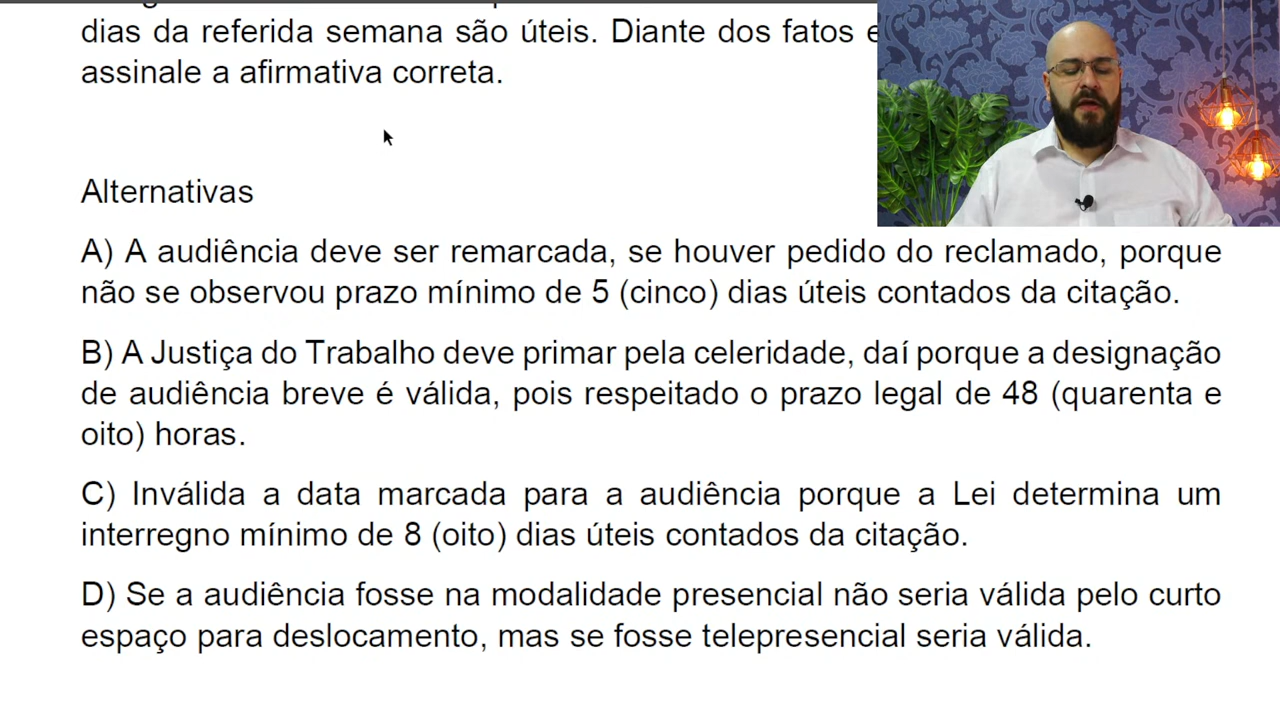 dias da referida semana são úteis. Diante dos fatos e
assinale a afirmativa correta.
Alternativas
A) A audiência deve ser remarcada, se houver pedido do reclamado, porque
não se observou prazo mínimo de 5 (cinco) dias úteis contados da citação.
B) A Justiça do Trabalho deve primar pela celeridade, daí porque a designação
de audiência breve é válida, pois respeitado o prazo legal de 48 (quarenta e
oito) horas.
C) Inválida a data marcada para a audiência porque a Lei determina um
interregno mínimo de 8 (oito) dias úteis contados da citação.
D) Se a audiência fosse na modalidade presencial não seria válida pelo curto
espaço para deslocamento, mas se fosse telepresencial seria válida.